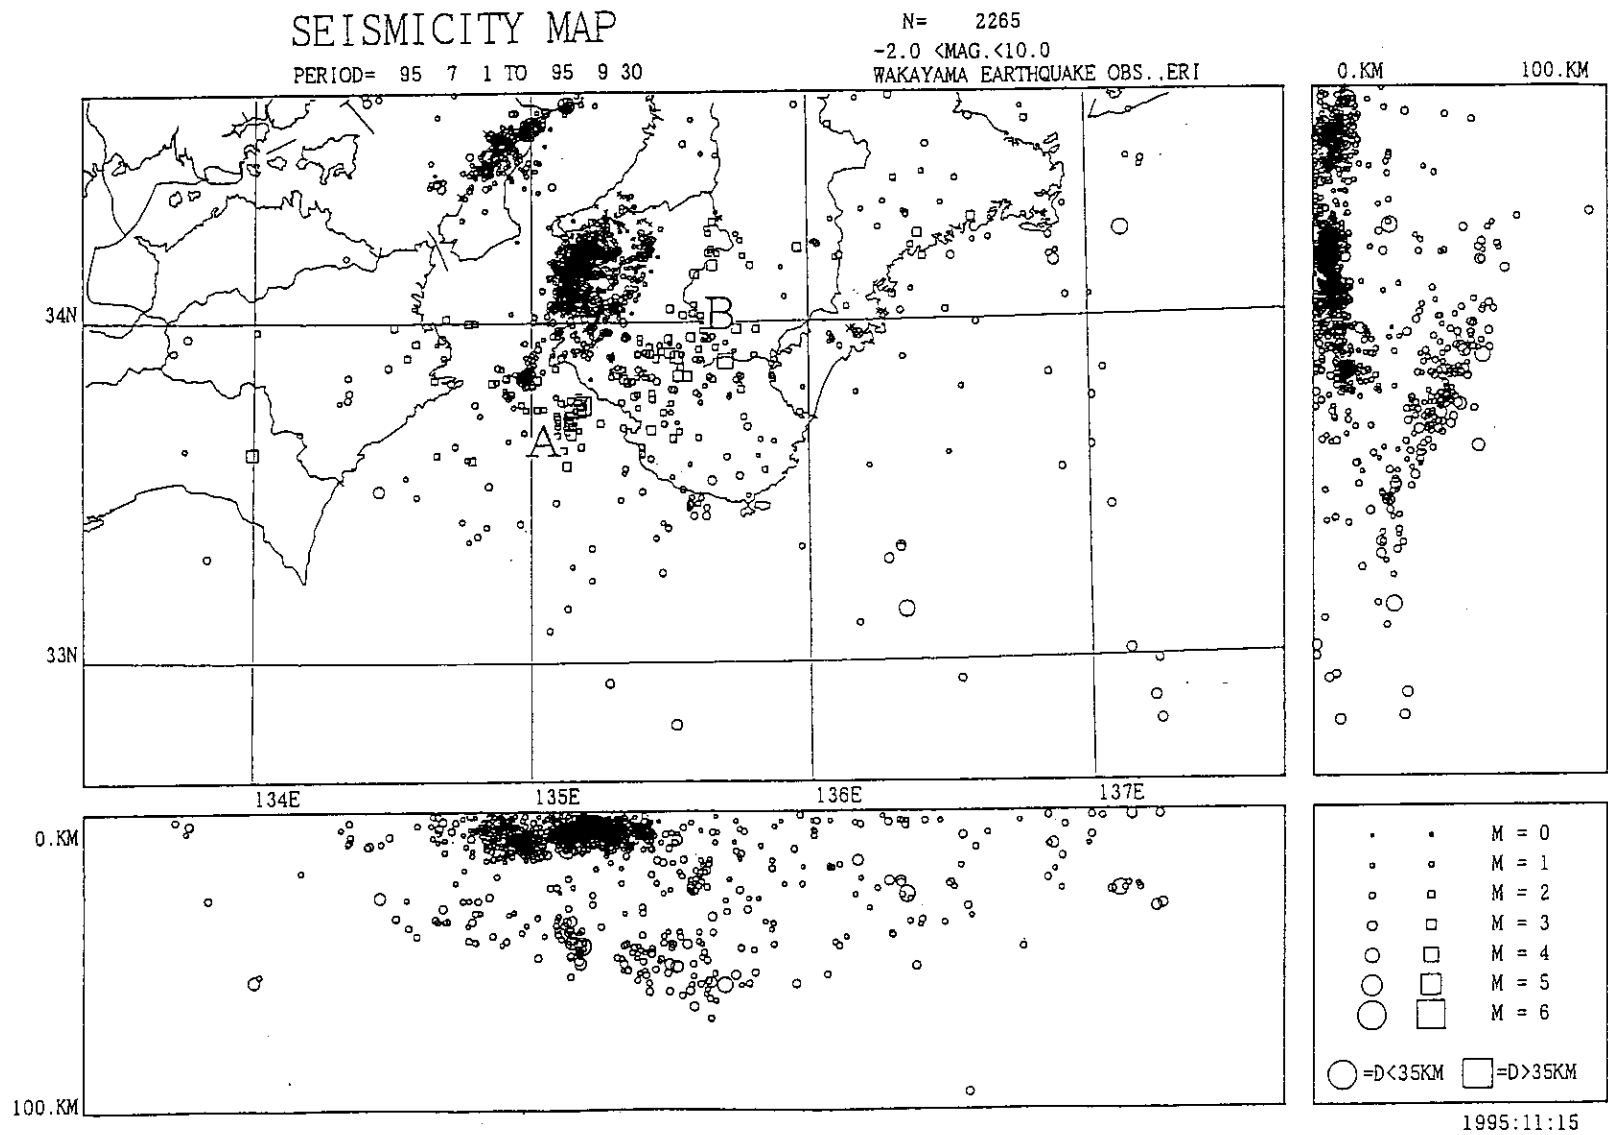 SEISMICITY MAP
N= 2265
-2.0 <MAG.<10.0
PERIOD= 95 7 1 TO 95 9 30
WAKAYAMA EARTHQUAKE OBS.,ERI
0.KM 100.KM
B
34N
A
33N
134E 135E 136E 137E
0.KM
100.KM
M = 0
M = 1
M = 2
M = 3
M = 4
M = 5
M = 6
=D<35KM =D>35KM
1995:11:15